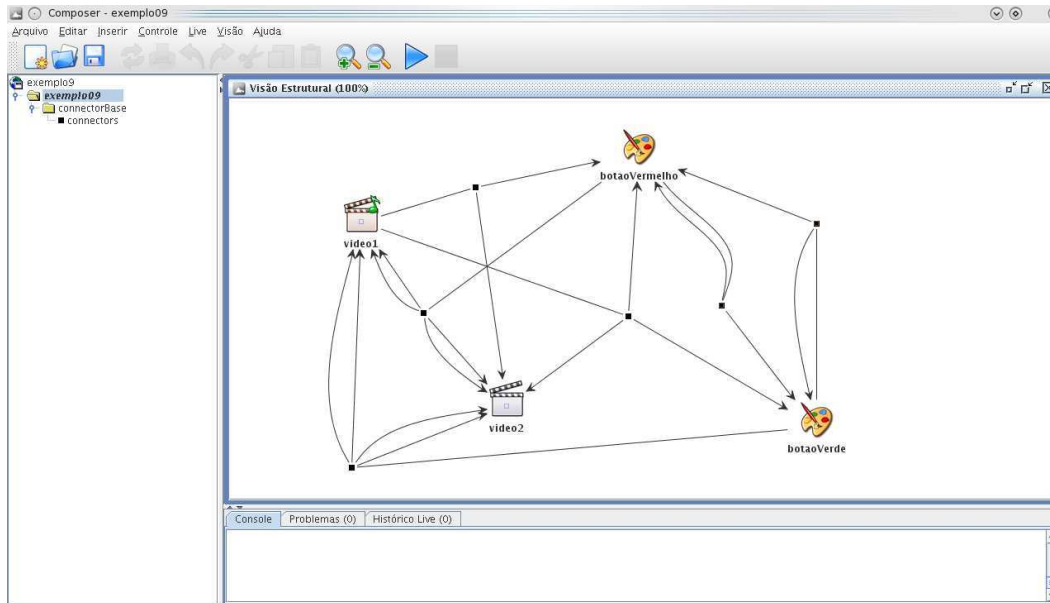 Composer - exemplo09
Arquivo Editar Inserir Controle Live Visão Ajuda
exemplo9
exemplo09
connectorBase
connectors
Visão Estrutural (100%)
botaoVermelho
video1
video2
botaoVerde
Console Problemas (0) Histórico Live (0)